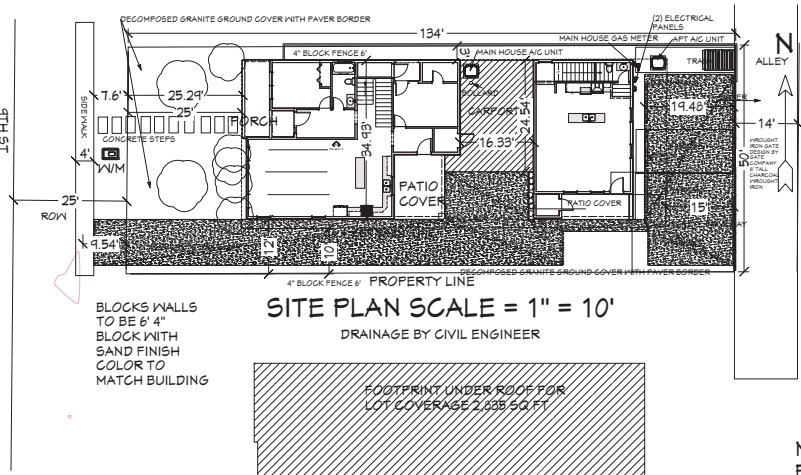 DECOMPOSED GRANITE GROUND COVER WITH PAVER BORDER
134'
(2) ELECTRICAL
PANELS
MAIN HOUSE GAS METER
APT A/C UNIT
N
4" BLOCK FENCE 6'
MAIN HOUSE A/C UNIT
ALLEY
7.6'
25.29'
25'
PORCH
CARPORT
24.54'
19.48'
14'
9TH ST
SIDE WALK
CONCRETE STEPS
34.93'
16.33'
50'
WROUGHT
IRON GATE
DESIGN BY
GATE
COMPANY
6' TALL
CHARCOAL
WROUGHT
IRON
4'
W/M
PATIO
COVER
PATIO COVER
15'
25'
ROW
9.54'
12'
10'
4" BLOCK FENCE 6'
PROPERTY LINE
DECOMPOSED GRANITE GROUND COVER WITH PAVER BORDER
SITE PLAN SCALE = 1" = 10'
DRAINAGE BY CIVIL ENGINEER
BLOCKS WALLS
TO BE 6' 4"
BLOCK WITH
SAND FINISH
COLOR TO
MATCH BUILDING
FOOTPRINT UNDER ROOF FOR
LOT COVERAGE 2,835 SQ FT